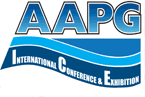 AAPG
INTERNATIONAL CONFERENCE & EXHIBITION